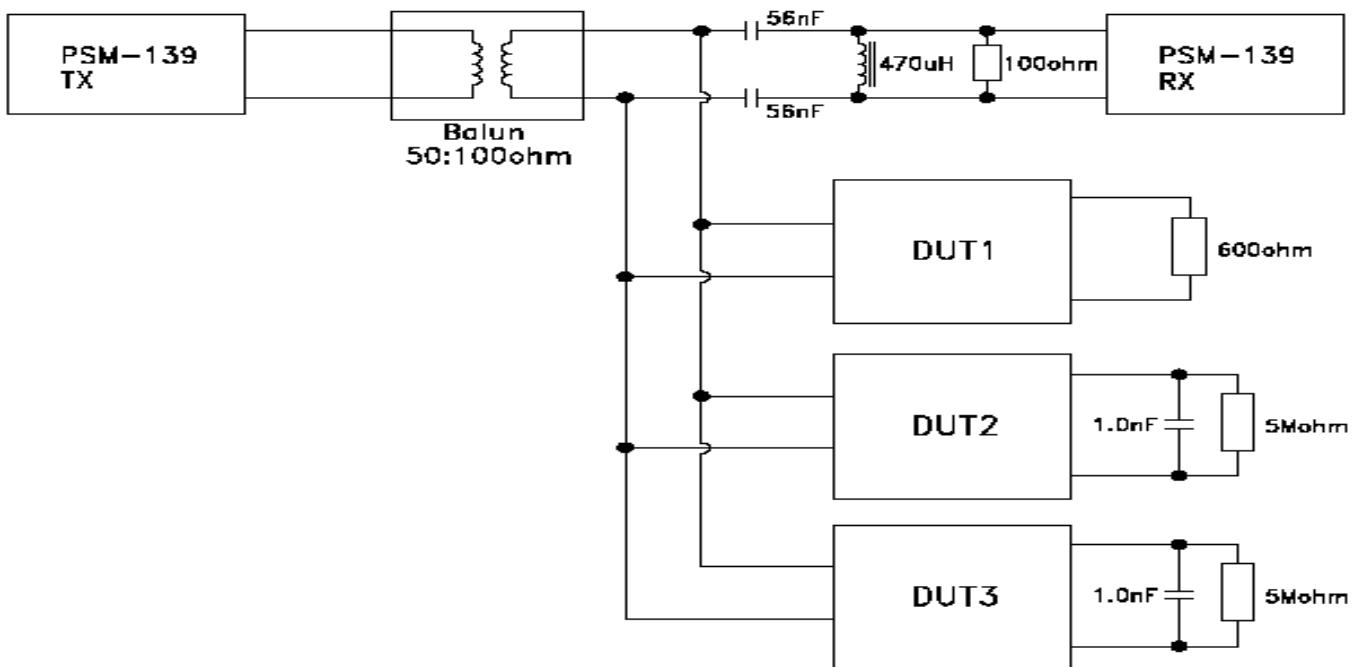 PSM-139
TX
Balun
50:100ohm
56nF
56nF
470uH
100ohm
PSM-139
RX
DUT1
600ohm
DUT2
1.0nF
5Mohm
DUT3
1.0nF
5Mohm